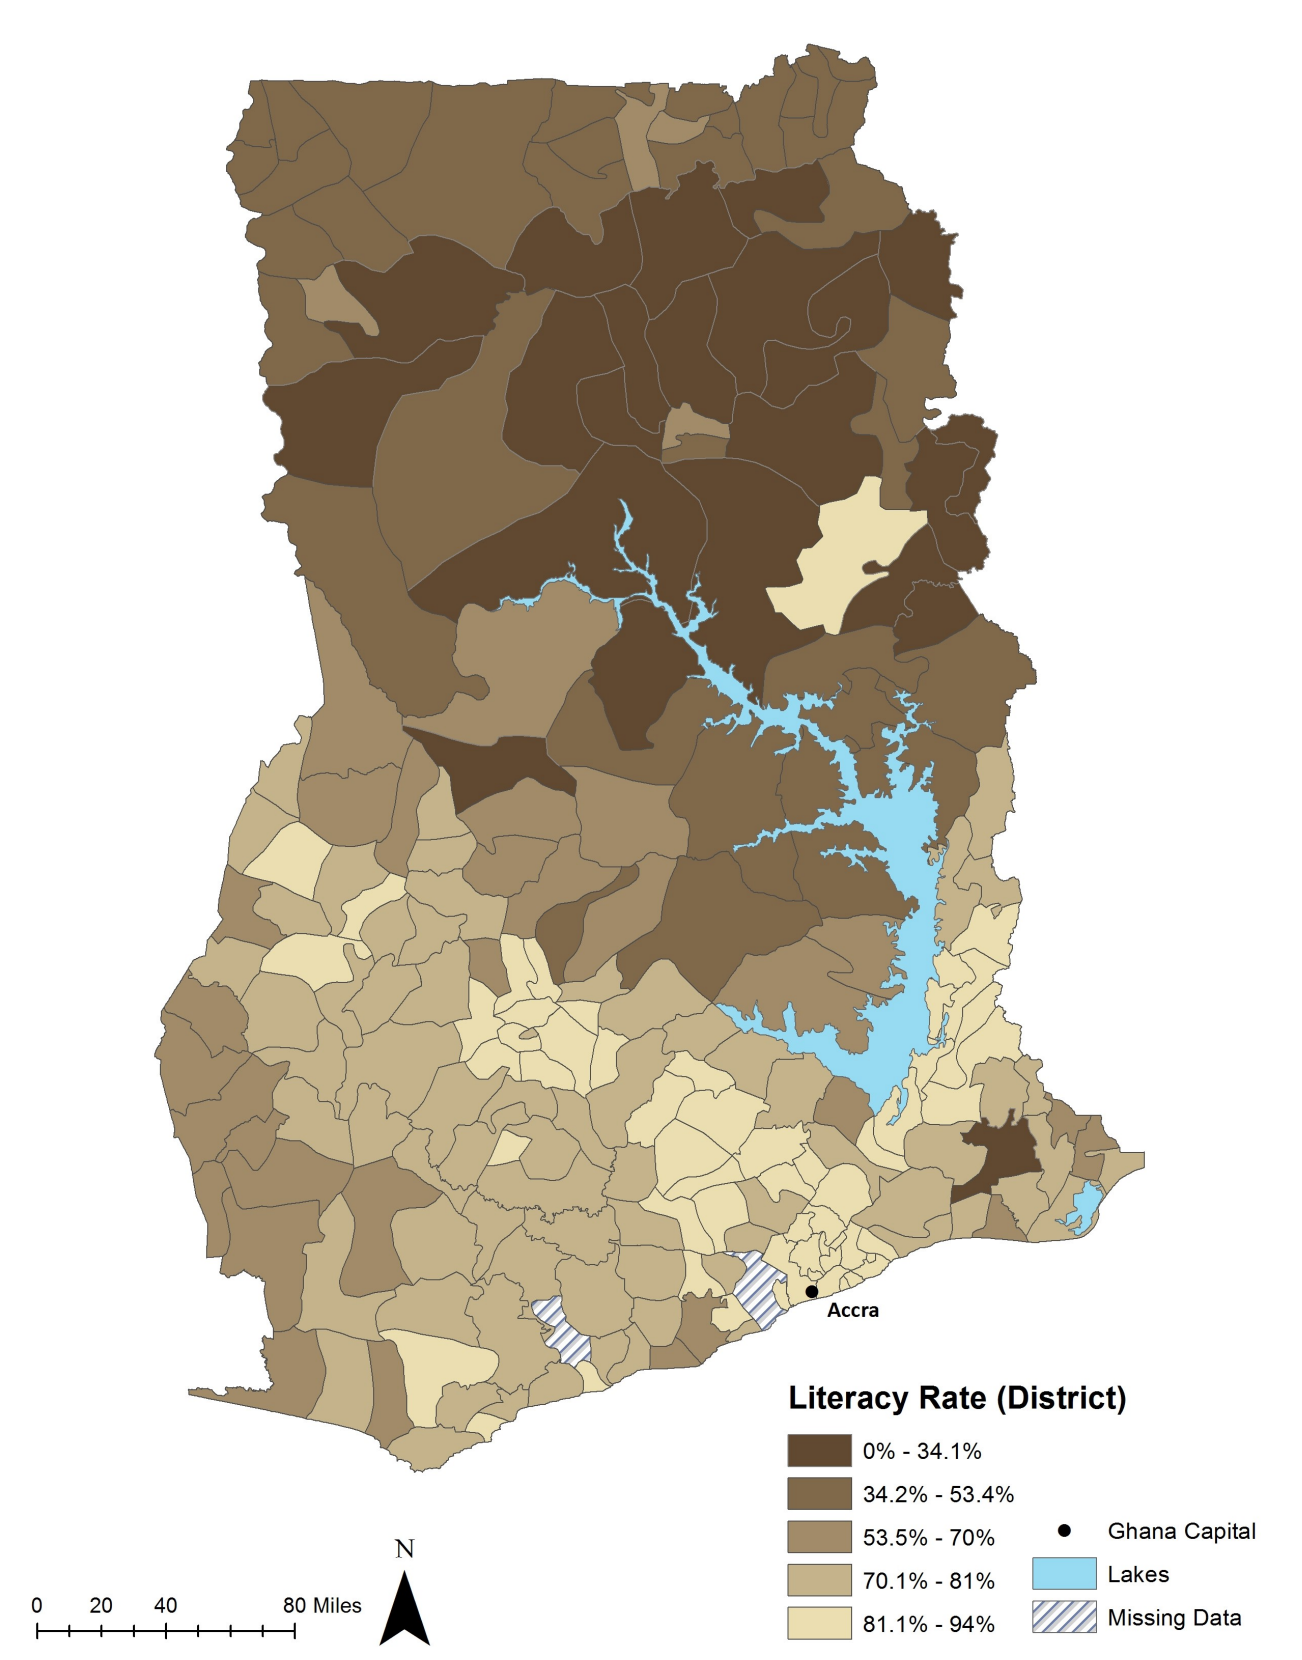 Accra
Literacy Rate (District)
0% - 34.1%
34.2% - 53.4%
53.5% - 70%
70.1% - 81%
81.1% - 94%
Ghana Capital
Lakes
Missing Data
N
0 20 40 80 Miles